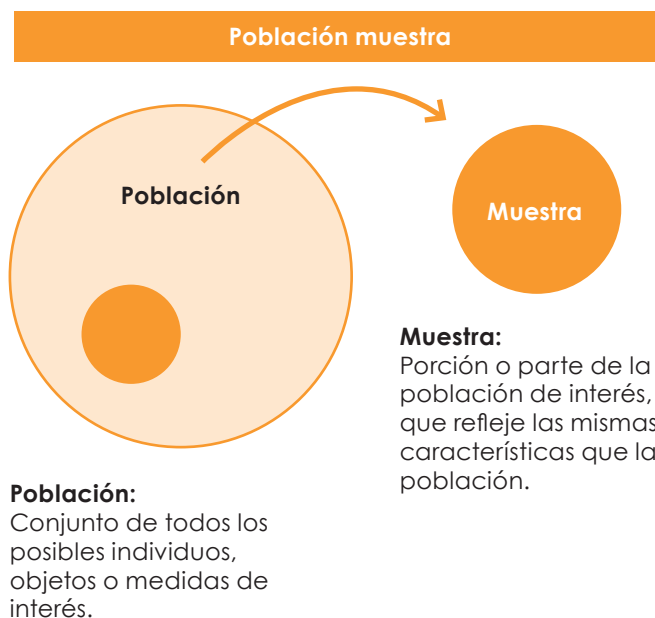 Población muestra
Población
Muestra
Muestra:
Porción o parte de la
población de interés,
que refleje las mismas
características que la
población.
Población:
Conjunto de todos los
posibles individuos,
objetos o medidas de
interés.